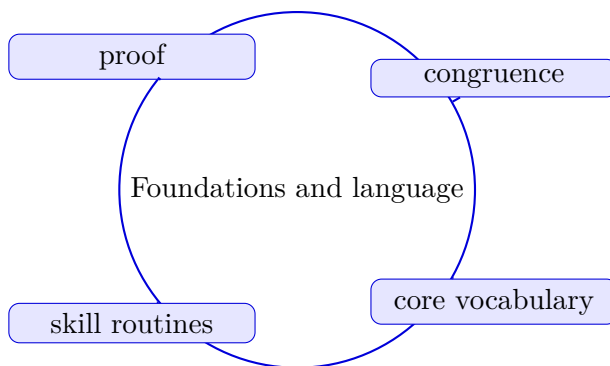 proof
congruence
Foundations and language
core vocabulary
skill routines